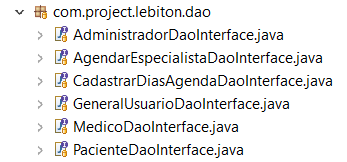 com.project.lebiton.dao
AdministradorDaoInterface.java
AgendarEspecialistaDaoInterface.java
CadastrarDiasAgendaDaoInterface.java
GeneralUsuarioDaoInterface.java
MedicoDaoInterface.java
PacienteDaoInterface.java